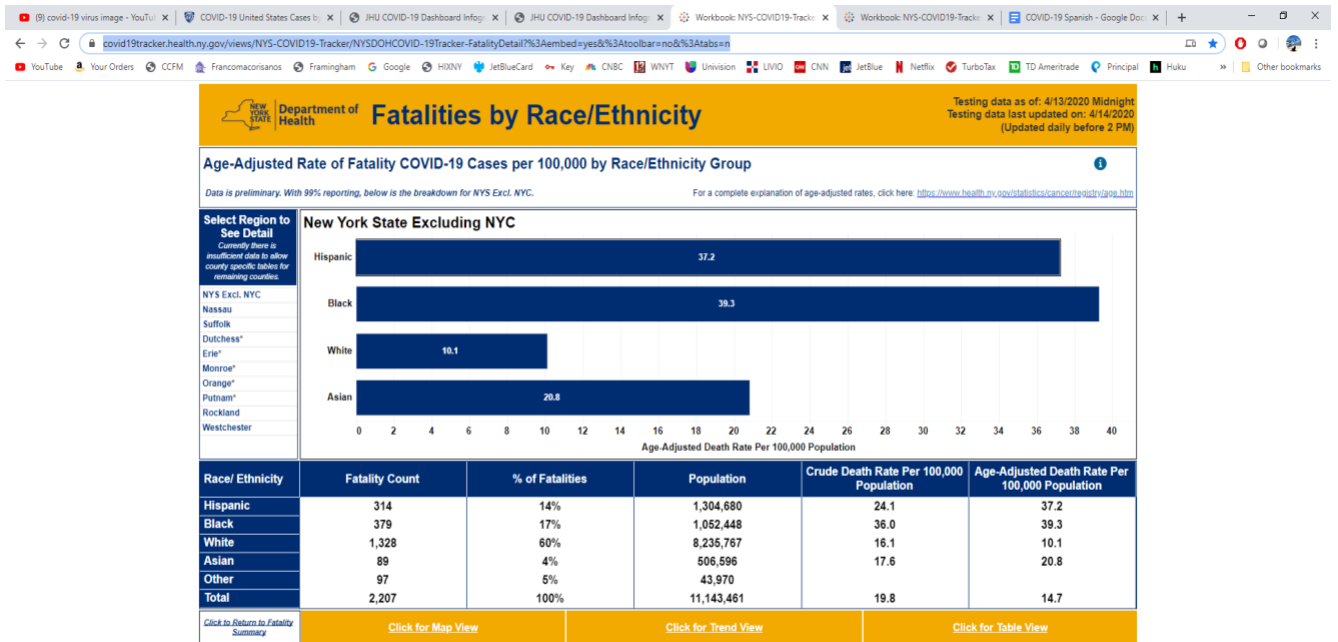 (9) covid-19 virus image - YouTu
COVID-19 United States Cases by
JHU COVID-19 Dashboard Infog
JHU COVID-19 Dashboard Infog
Workbook: NYS-COVID19-Tracke
Workbook: NYS-COVID19-Tracke
COVID-19 Spanish - Google Doc
covid19tracker.health.ny.gov/views/NYS-COVID19-Tracker/NYSDOHCOVID-19Tracker-FatalityDetail?%3Aembed=yes&%3Atoolbar=no&%3Atabs=n
YouTube Your Orders CCFM Francomacorisanos Framingham Google HIXNY JetBlueCard Key CNBC WNYT Univision LIVIO CNN JetBlue Netflix TurboTax TD Ameritrade Principal Huku » Other bookmarks
NEW YORK STATE Department of Health
Fatalities by Race/Ethnicity
Testing data as of: 4/13/2020 Midnight
Testing data last updated on: 4/14/2020
(Updated daily before 2 PM)
Age-Adjusted Rate of Fatality COVID-19 Cases per 100,000 by Race/Ethnicity Group
Data is preliminary. With 99% reporting, below is the breakdown for NYS Excl. NYC.
For a complete explanation of age-adjusted rates, click here: https://www.health.ny.gov/statistics/cancer/registry/age.htm
Select Region to
See Detail
Currently there is
insufficient data to allow
county specific tables for
remaining counties.
NYS Excl. NYC
Nassau
Suffolk
Dutchess*
Erie*
Monroe*
Orange*
Putnam*
Rockland
Westchester
New York State Excluding NYC
Hispanic 37.2
Black 39.3
White 10.1
Asian 20.8
0 2 4 6 8 10 12 14 16 18 20 22 24 26 28 30 32 34 36 38 40
Age-Adjusted Death Rate Per 100,000 Population
Race/ Ethnicity Fatality Count % of Fatalities Population Crude Death Rate Per 100,000 Population Age-Adjusted Death Rate Per 100,000 Population
Hispanic 314 14% 1,304,680 24.1 37.2
Black 379 17% 1,052,448 36.0 39.3
White 1,328 60% 8,235,767 16.1 10.1
Asian 89 4% 506,596 17.6 20.8
Other 97 5% 43,970
Total 2,207 100% 11,143,461 19.8 14.7
Click to Return to Fatality
Summary
Click for Map View
Click for Trend View
Click for Table View